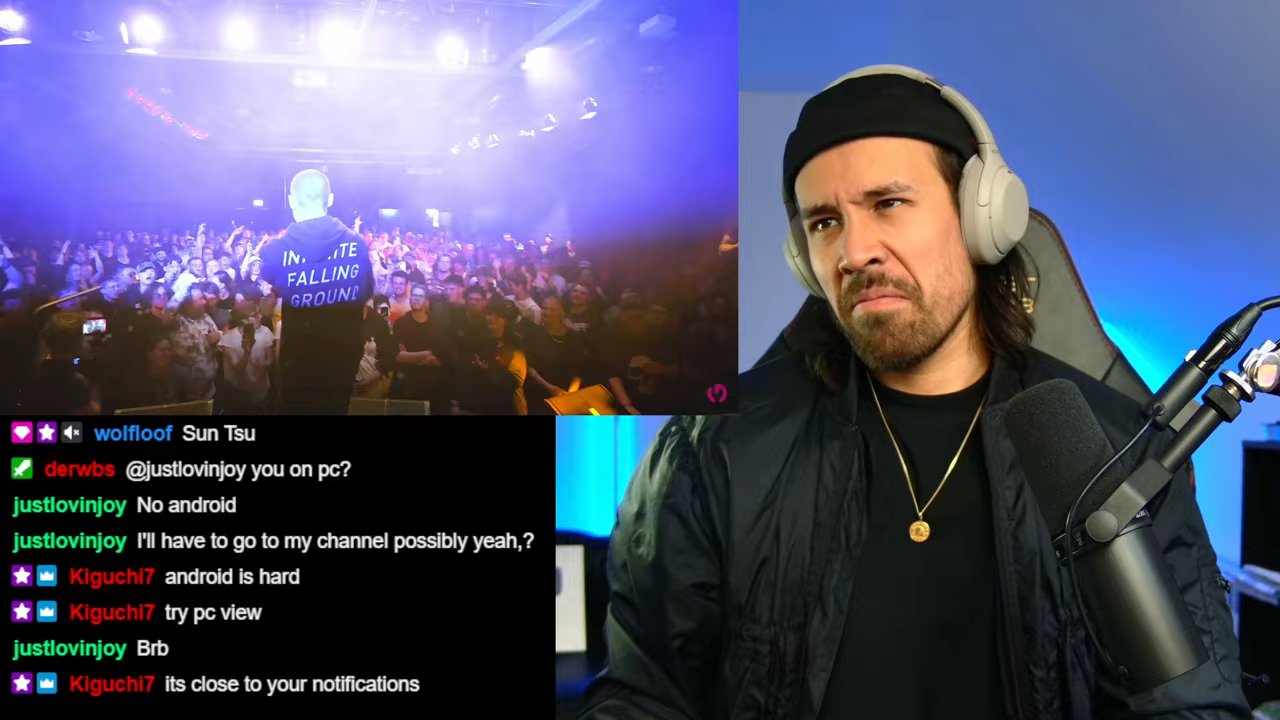 INFINITE
FALLING
GROUND
wolfloof Sun Tsu
derwbs @justlovinjoy you on pc?
justlovinjoy No android
justlovinjoy I'll have to go to my channel possibly yeah,?
Kiguchi7 android is hard
Kiguchi7 try pc view
justlovinjoy Brb
Kiguchi7 its close to your notifications